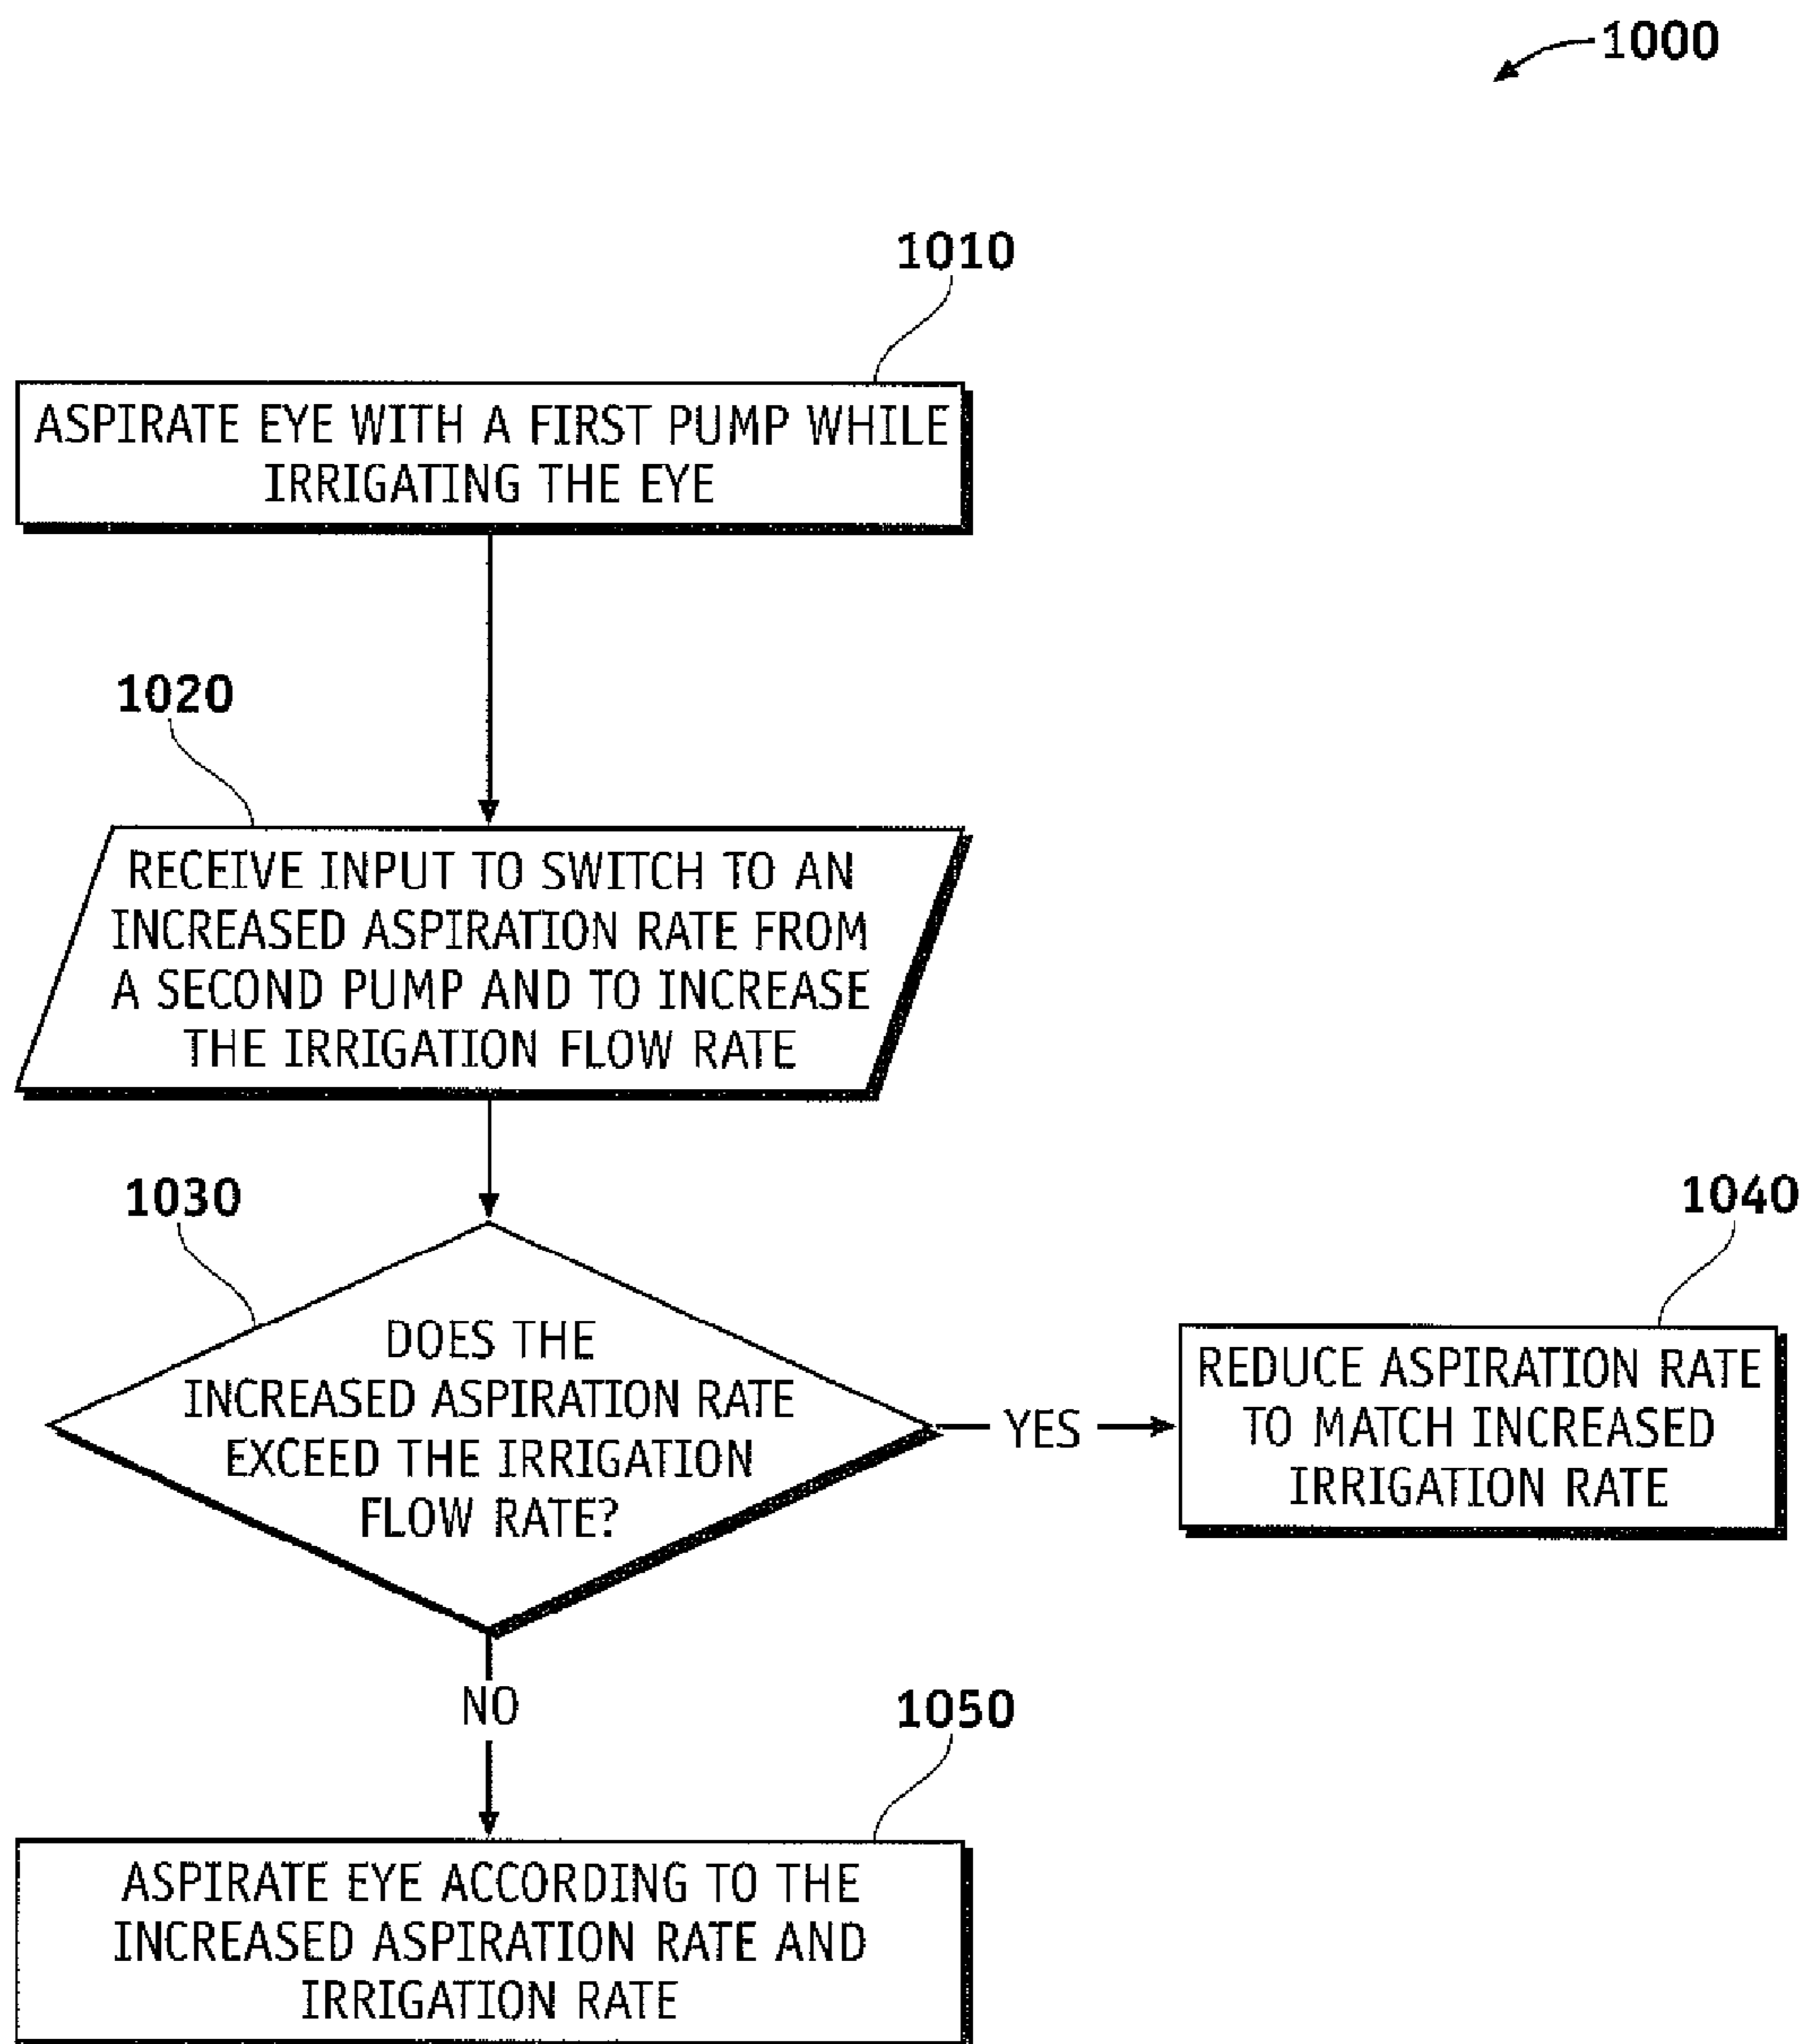 1000
1010
ASPIRATE EYE WITH A FIRST PUMP WHILE
IRRIGATING THE EYE
1020
RECEIVE INPUT TO SWITCH TO AN
INCREASED ASPIRATION RATE FROM
A SECOND PUMP AND TO INCREASE
THE IRRIGATION FLOW RATE
1030
DOES THE
INCREASED ASPIRATION RATE
EXCEED THE IRRIGATION
FLOW RATE?
YES
1040
REDUCE ASPIRATION RATE
TO MATCH INCREASED
IRRIGATION RATE
NO
1050
ASPIRATE EYE ACCORDING TO THE
INCREASED ASPIRATION RATE AND
IRRIGATION RATE